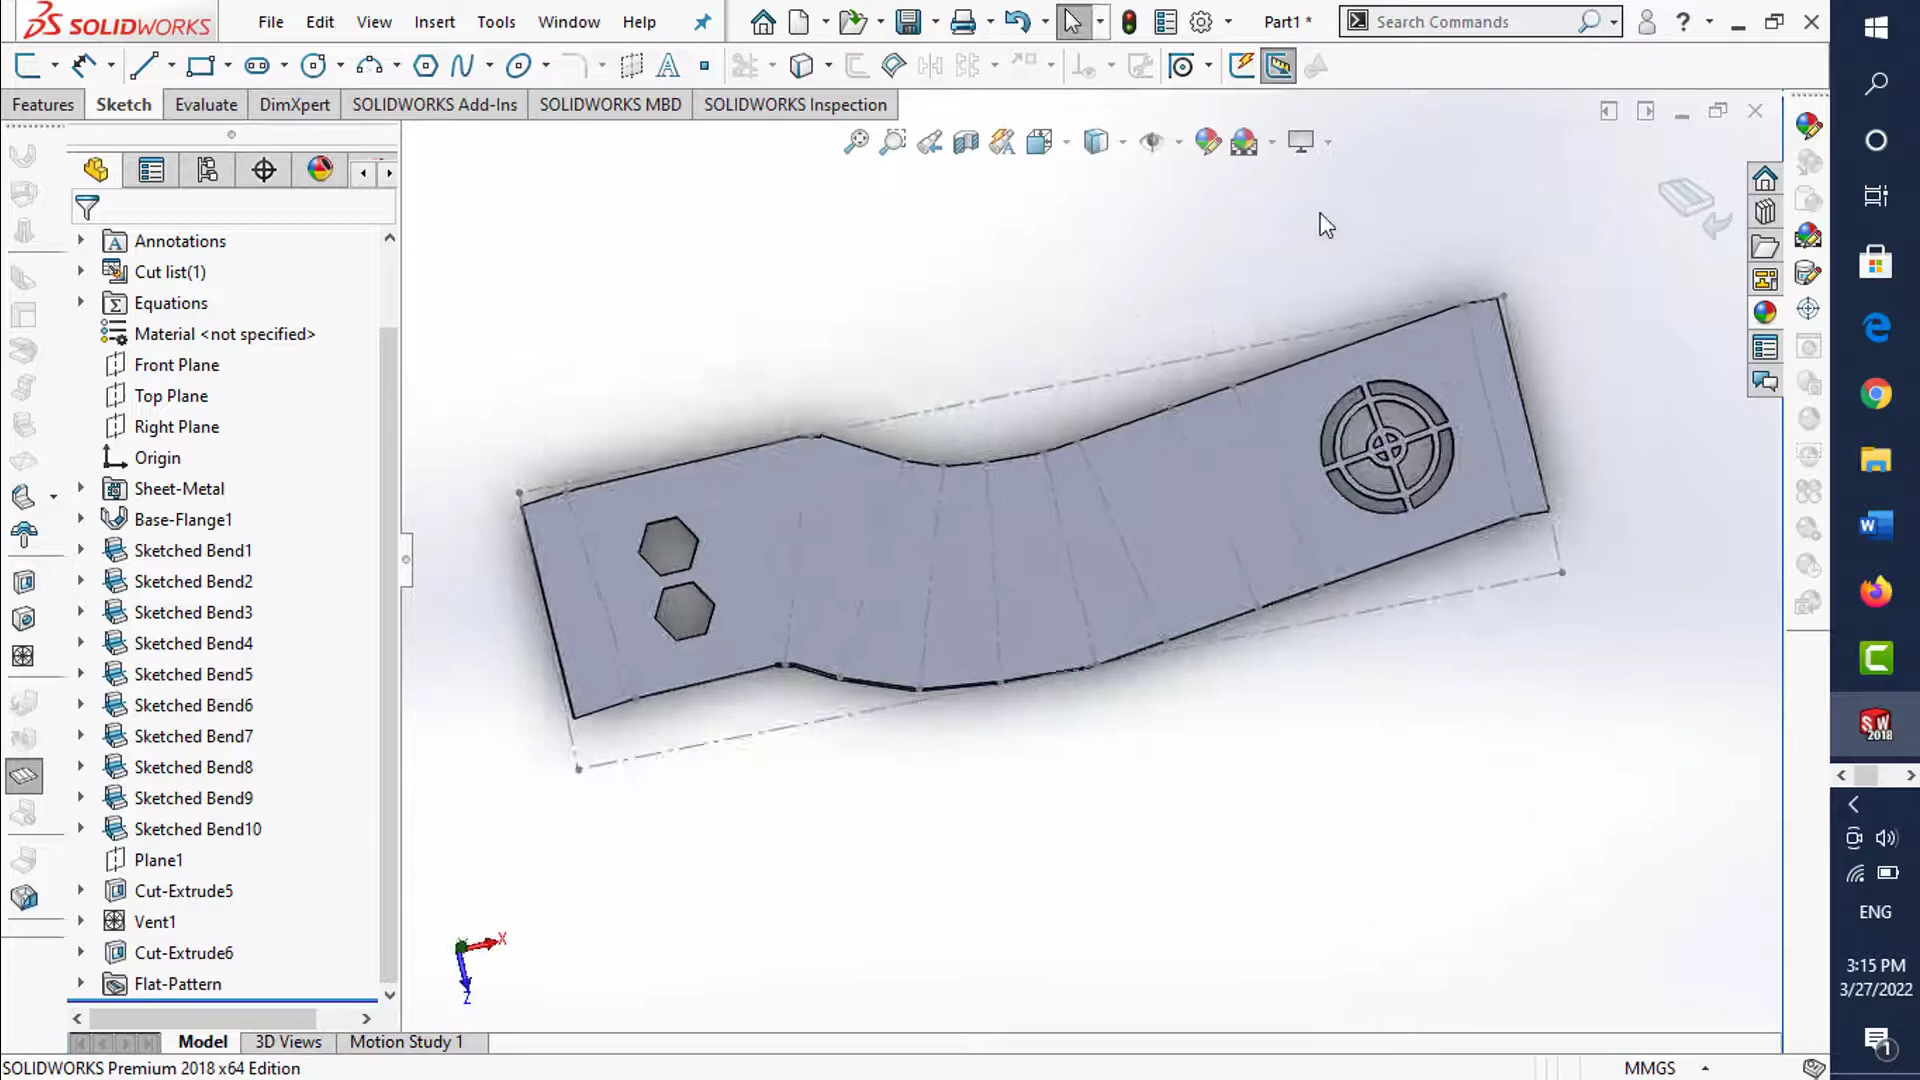 SOLIDWORKS
File
Edit
View
Insert
Tools
Window
Help
Part1 *
Search Commands
Features
Sketch
Evaluate
DimXpert
SOLIDWORKS Add-Ins
SOLIDWORKS MBD
SOLIDWORKS Inspection
Annotations
Cut list(1)
Equations
Material <not specified>
Front Plane
Top Plane
Right Plane
Origin
Sheet-Metal
Base-Flange1
Sketched Bend1
Sketched Bend2
Sketched Bend3
Sketched Bend4
Sketched Bend5
Sketched Bend6
Sketched Bend7
Sketched Bend8
Sketched Bend9
Sketched Bend10
Plane1
Cut-Extrude5
Vent1
Cut-Extrude6
Flat-Pattern
X
Z
Model
3D Views
Motion Study 1
SOLIDWORKS Premium 2018 x64 Edition
MMGS
SW
2018
ENG
3:15 PM
3/27/2022
1